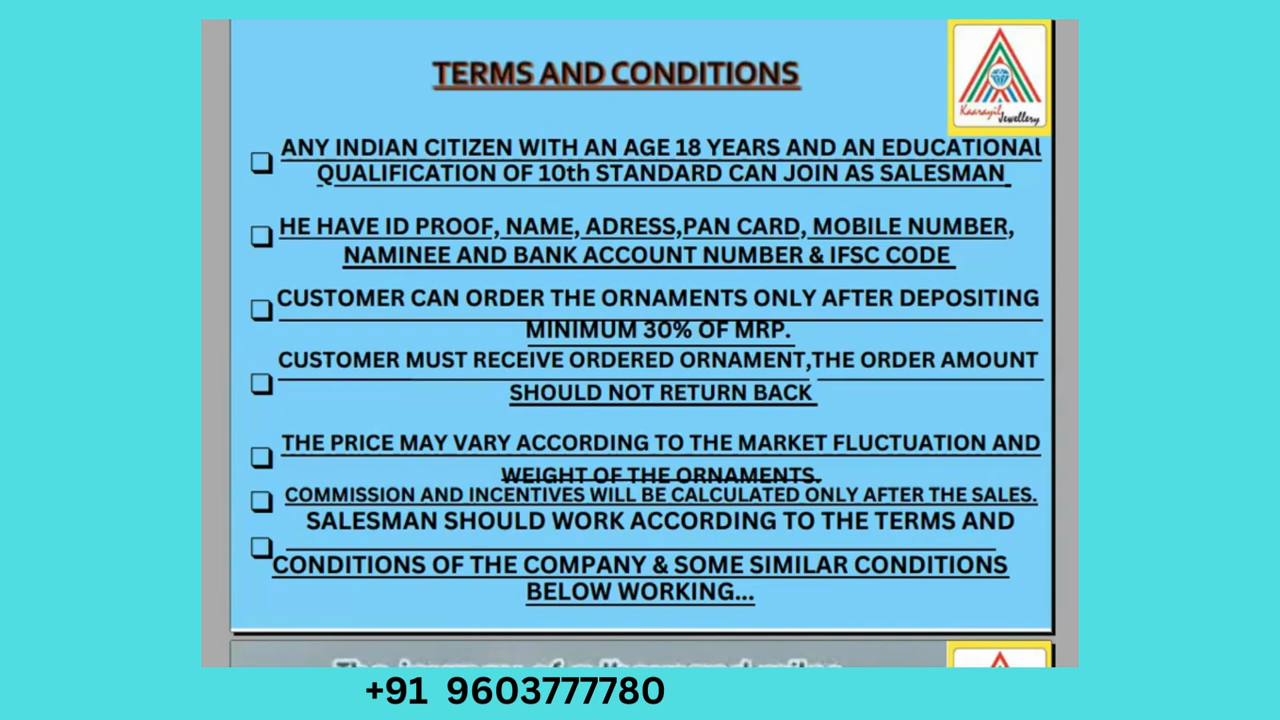 TERMS AND CONDITIONS
Kaarayil
Jewellery
ANY INDIAN CITIZEN WITH AN AGE 18 YEARS AND AN EDUCATIONAl
QUALIFICATION OF 10th STANDARD CAN JOIN AS SALESMAN
HE HAVE ID PROOF, NAME, ADRESS,PAN CARD, MOBILE NUMBER,
NAMINEE AND BANK ACCOUNT NUMBER & IFSC CODE
CUSTOMER CAN ORDER THE ORNAMENTS ONLY AFTER DEPOSITING
MINIMUM 30% OF MRP.
CUSTOMER MUST RECEIVE ORDERED ORNAMENT,THE ORDER AMOUNT
SHOULD NOT RETURN BACK
THE PRICE MAY VARY ACCORDING TO THE MARKET FLUCTUATION AND
WEIGHT OF THE ORNAMENTS.
COMMISSION AND INCENTIVES WILL BE CALCULATED ONLY AFTER THE SALES.
SALESMAN SHOULD WORK ACCORDING TO THE TERMS AND
CONDITIONS OF THE COMPANY & SOME SIMILAR CONDITIONS
BELOW WORKING...
+91 9603777780